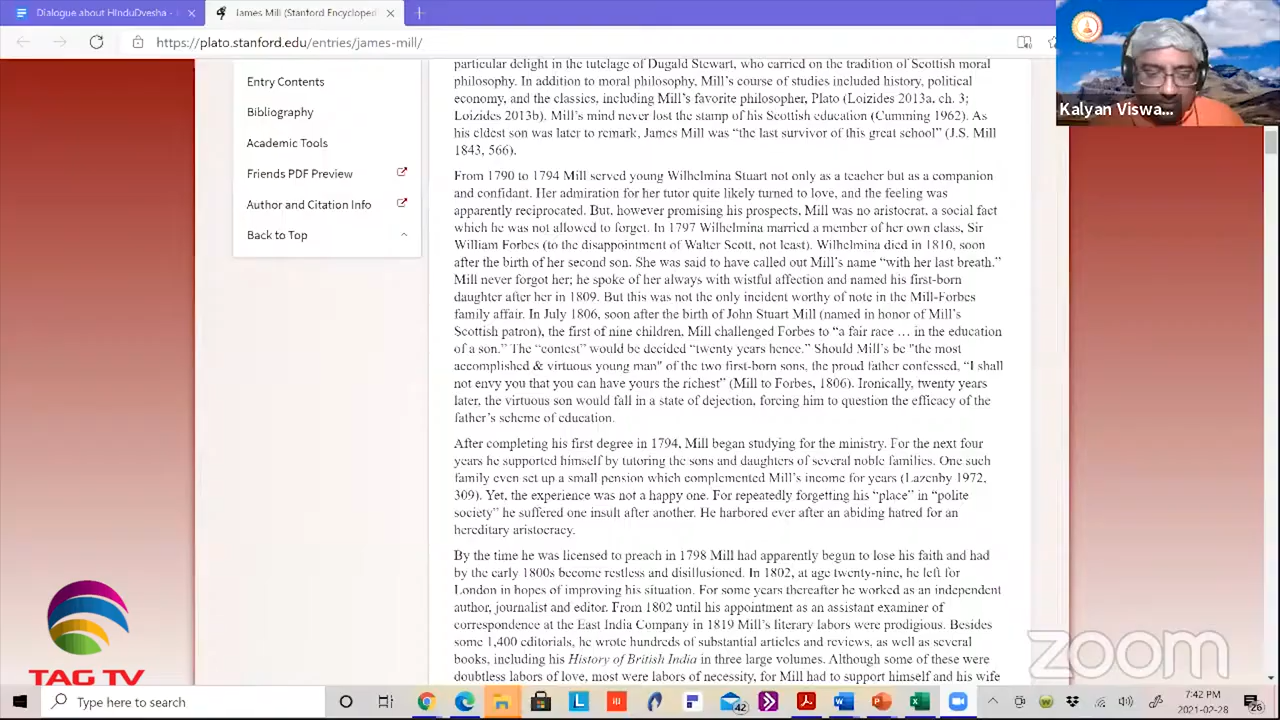 Dialogue about HInduDvesha -
James Mill (Stanford Encycloped
https://plato.stanford.edu/entries/james-mill/
Kalyan Viswa...
Entry Contents
Bibliography
Academic Tools
Friends PDF Preview
Author and Citation Info
Back to Top
particular delight in the tutelage of Dugald Stewart, who carried on the tradition of Scottish moral
philosophy. In addition to moral philosophy, Mill's course of studies included history, political
economy, and the classics, including Mill's favorite philosopher, Plato (Loizides 2013a, ch. 3;
Loizides 2013b). Mill's mind never lost the stamp of his Scottish education (Cumming 1962). As
his eldest son was later to remark, James Mill was “the last survivor of this great school” (J.S. Mill
1843, 566).
From 1790 to 1794 Mill served young Wilhelmina Stuart not only as a teacher but as a companion
and confidant. Her admiration for her tutor quite likely turned to love, and the feeling was
apparently reciprocated. But, however promising his prospects, Mill was no aristocrat, a social fact
which he was not allowed to forget. In 1797 Wilhelmina married a member of her own class, Sir
William Forbes (to the disappointment of Walter Scott, not least). Wilhelmina died in 1810, soon
after the birth of her second son. She was said to have called out Mill's name “with her last breath.”
Mill never forgot her; he spoke of her always with wistful affection and named his first-born
daughter after her in 1809. But this was not the only incident worthy of note in the Mill-Forbes
family affair. In July 1806, soon after the birth of John Stuart Mill (named in honor of Mill's
Scottish patron), the first of nine children, Mill challenged Forbes to “a fair race … in the education
of a son.” The “contest” would be decided “twenty years hence.” Should Mill's be "the most
accomplished & virtuous young man" of the two first-born sons, the proud father confessed, “I shall
not envy you that you can have yours the richest” (Mill to Forbes, 1806). Ironically, twenty years
later, the virtuous son would fall in a state of dejection, forcing him to question the efficacy of the
father's scheme of education.
After completing his first degree in 1794, Mill began studying for the ministry. For the next four
years he supported himself by tutoring the sons and daughters of several noble families. One such
family even set up a small pension which complemented Mill's income for years (Lazenby 1972,
309). Yet, the experience was not a happy one. For repeatedly forgetting his “place” in “polite
society” he suffered one insult after another. He harbored ever after an abiding hatred for an
hereditary aristocracy.
By the time he was licensed to preach in 1798 Mill had apparently begun to lose his faith and had
by the early 1800s become restless and disillusioned. In 1802, at age twenty-nine, he left for
London in hopes of improving his situation. For some years thereafter he worked as an independent
author, journalist and editor. From 1802 until his appointment as an assistant examiner of
correspondence at the East India Company in 1819 Mill's literary labors were prodigious. Besides
some 1,400 editorials, he wrote hundreds of substantial articles and reviews, as well as several
books, including his History of British India in three large volumes. Although some of these were
doubtless labors of love, most were labors of necessity, for Mill had to support himself and his wife
TAG TV
zoom
Type here to search
42
7:42 PM
2021-02-28
26